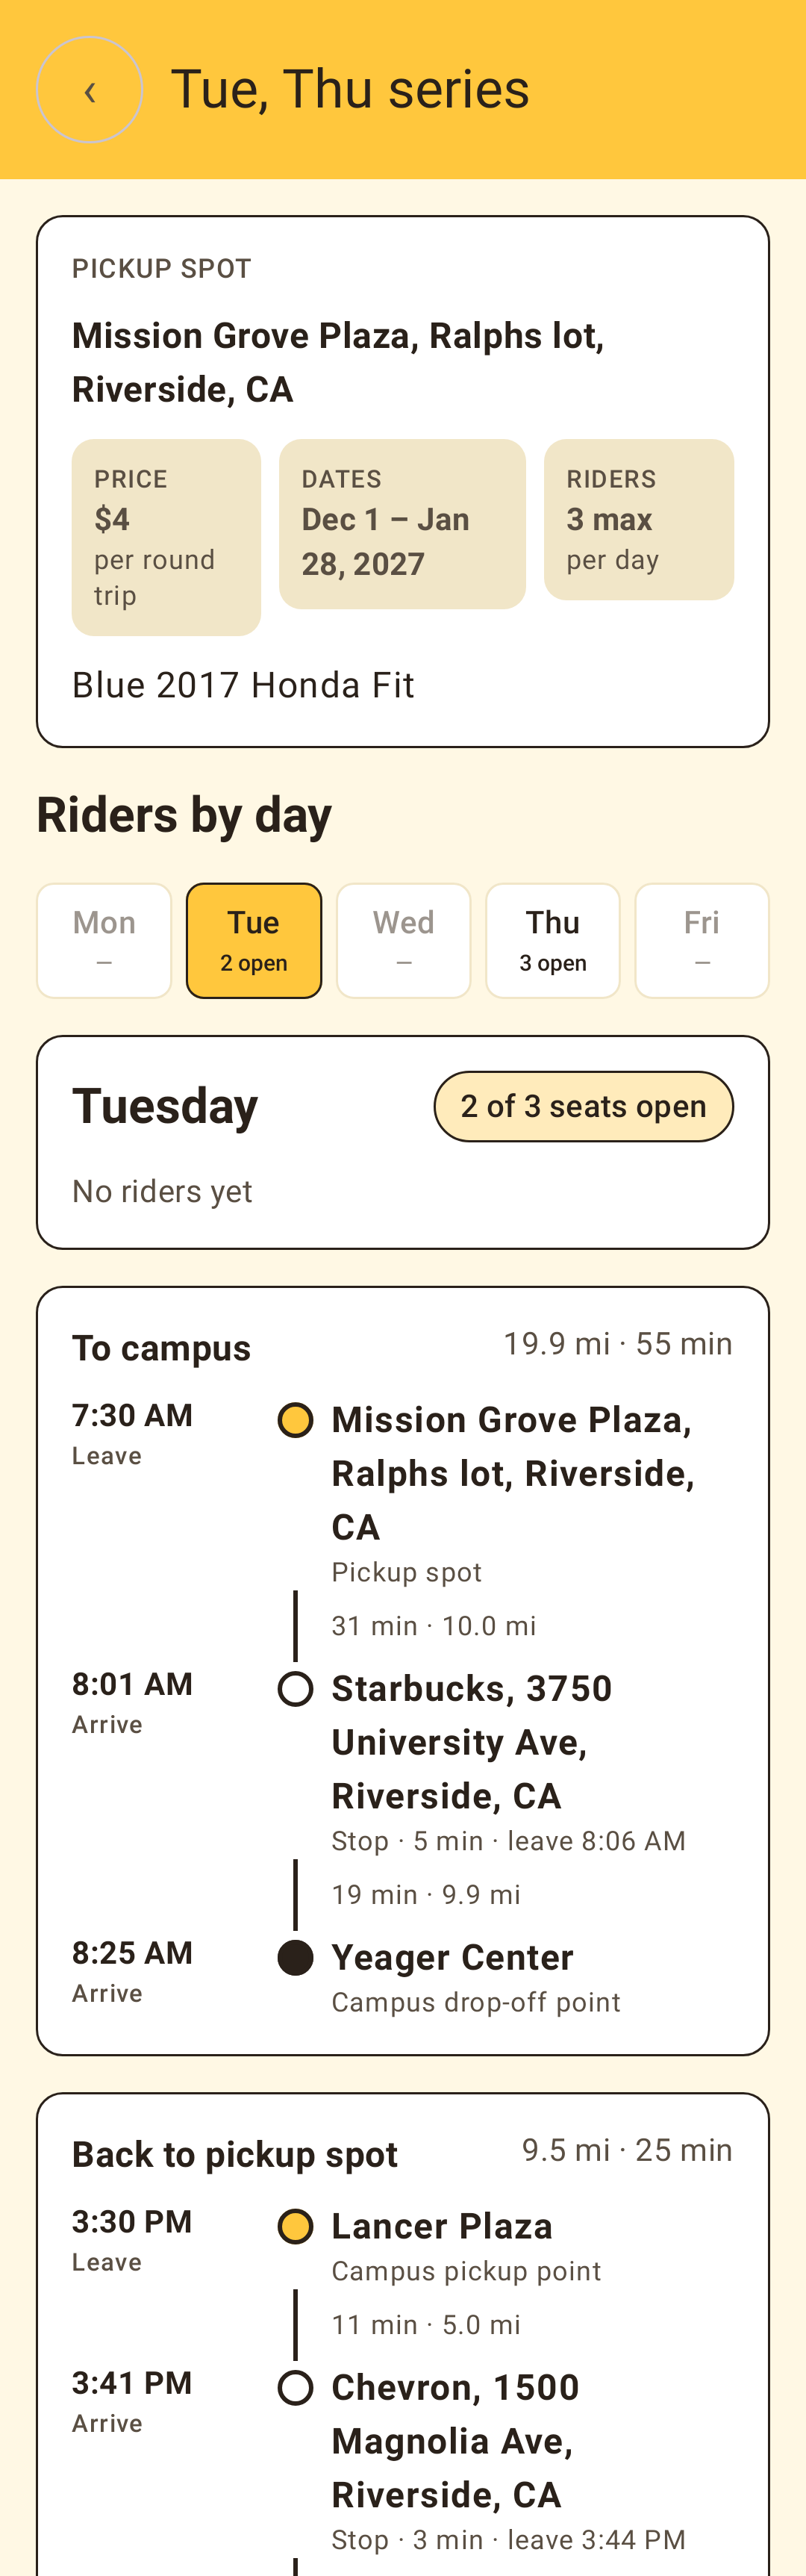 ‹
Tue, Thu series
PICKUP SPOT
Mission Grove Plaza, Ralphs lot,
Riverside, CA
PRICE
$4
per round
trip
DATES
Dec 1 – Jan
28, 2027
RIDERS
3 max
per day
Blue 2017 Honda Fit
Riders by day
Mon
–
Tue
2 open
Wed
–
Thu
3 open
Fri
–
Tuesday
2 of 3 seats open
No riders yet
To campus
19.9 mi · 55 min
7:30 AM
Leave
Mission Grove Plaza,
Ralphs lot, Riverside,
CA
Pickup spot
31 min · 10.0 mi
8:01 AM
Arrive
Starbucks, 3750
University Ave,
Riverside, CA
Stop · 5 min · leave 8:06 AM
19 min · 9.9 mi
8:25 AM
Arrive
Yeager Center
Campus drop-off point
Back to pickup spot
9.5 mi · 25 min
3:30 PM
Leave
Lancer Plaza
Campus pickup point
11 min · 5.0 mi
3:41 PM
Arrive
Chevron, 1500
Magnolia Ave,
Riverside, CA
Stop · 3 min · leave 3:44 PM